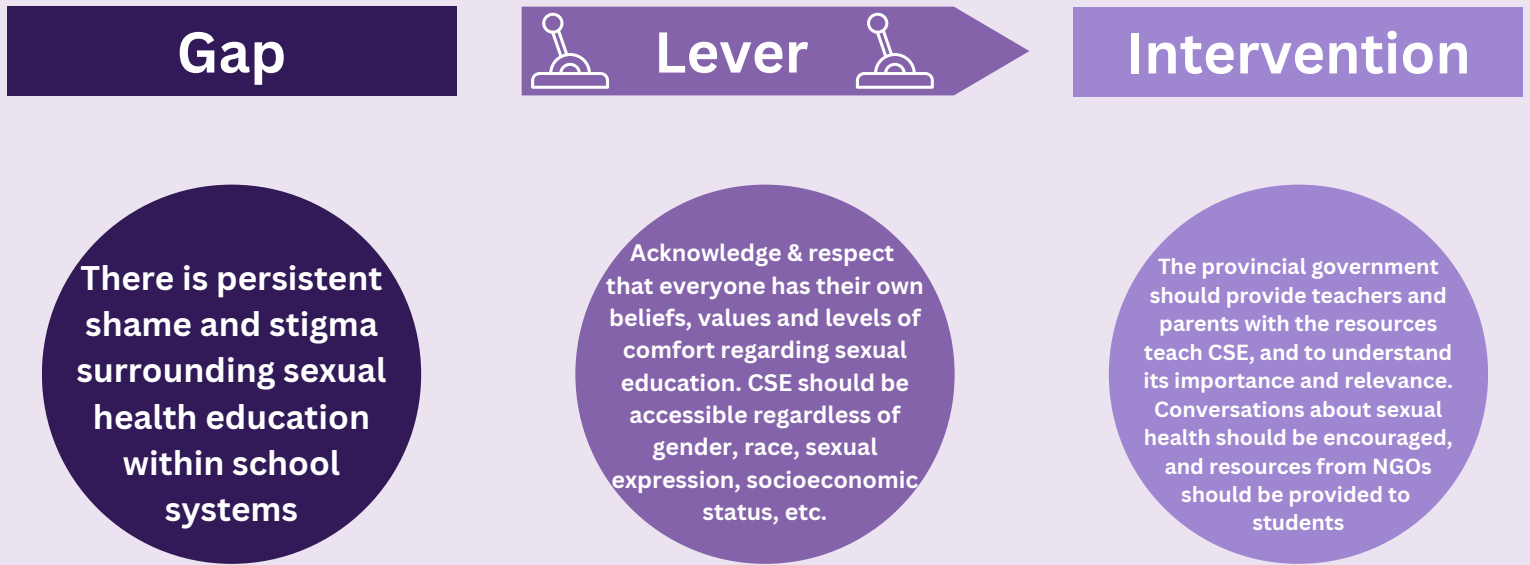 Gap
Lever
Intervention
There is persistent
shame and stigma
surrounding sexual
health education
within school
systems
Acknowledge & respect
that everyone has their own
beliefs, values and levels of
comfort regarding sexual
education. CSE should be
accessible regardless of
gender, race, sexual
expression, socioeconomic
status, etc.
The provincial government
should provide teachers and
parents with the resources
teach CSE, and to understand
its importance and relevance.
Conversations about sexual
health should be encouraged,
and resources from NGOs
should be provided to
students